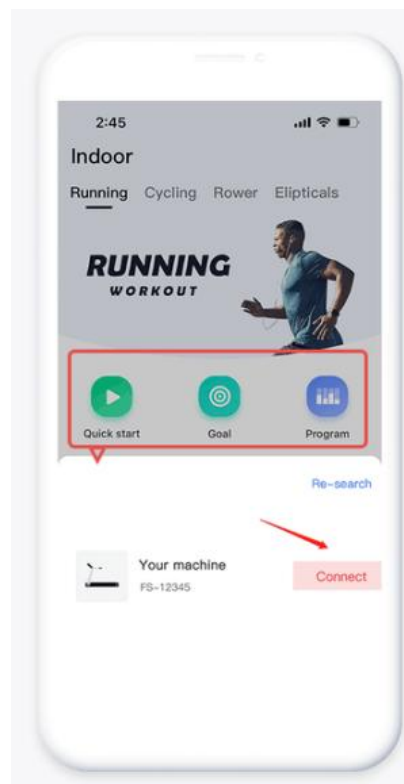 2:45
Indoor
Running Cycling Rower Elipticals
RUNNING
WORKOUT
Quick start Goal Program
Re-search
Your machine
FS-12345
Connect